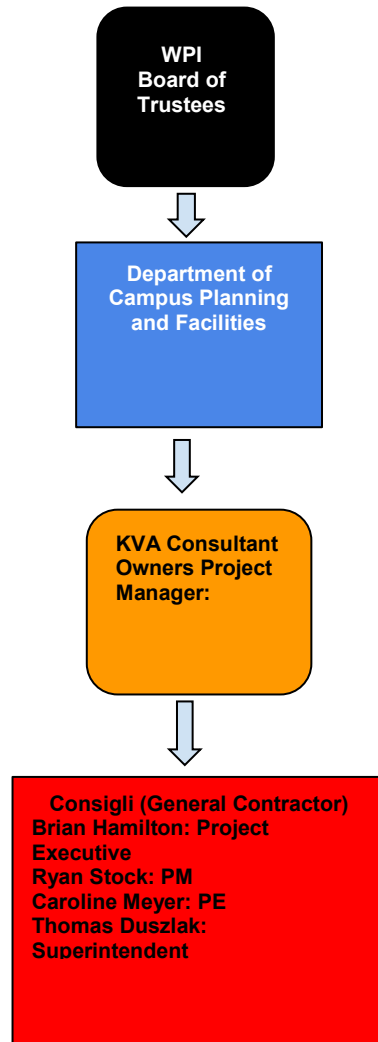 WPI
Board of
Trustees
Department of
Campus Planning
and Facilities
KVA Consultant
Owners Project
Manager:
Consigli (General Contractor)
Brian Hamilton: Project
Executive
Ryan Stock: PM
Caroline Meyer: PE
Thomas Duszlak:
Superintendent